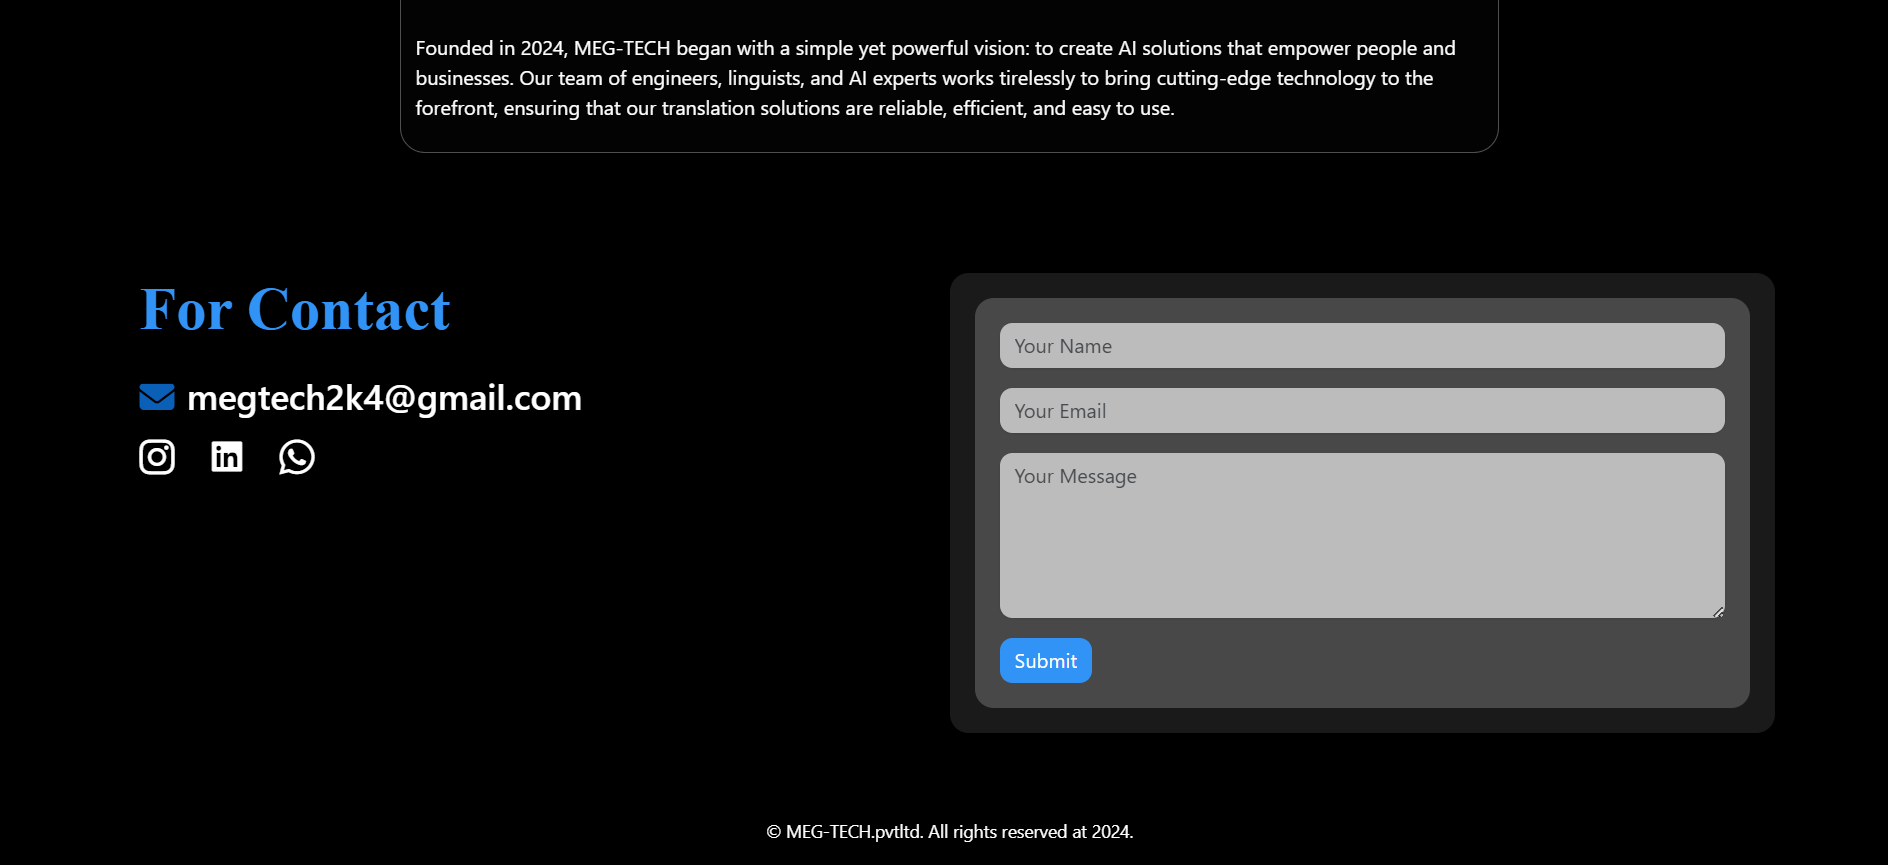 Founded in 2024, MEG-TECH began with a simple yet powerful vision: to create AI solutions that empower people and
businesses. Our team of engineers, linguists, and AI experts works tirelessly to bring cutting-edge technology to the
forefront, ensuring that our translation solutions are reliable, efficient, and easy to use.
For Contact
megtech2k4@gmail.com
in
Your Name
Your Email
Your Message
Submit
© MEG-TECH.pvtltd. All rights reserved at 2024.